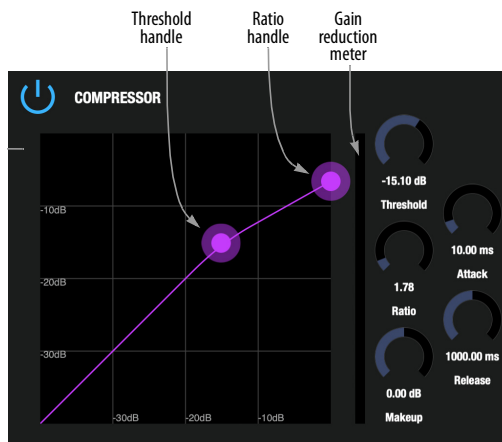 Threshold
handle
Ratio
handle
Gain
reduction
meter
COMPRESSOR
-10dB
-20dB
-30dB
-30dB
-20dB
-10dB
-15.10 dB
Threshold
10.00 ms
Attack
1.78
Ratio
1000.00 ms
Release
0.00 dB
Makeup